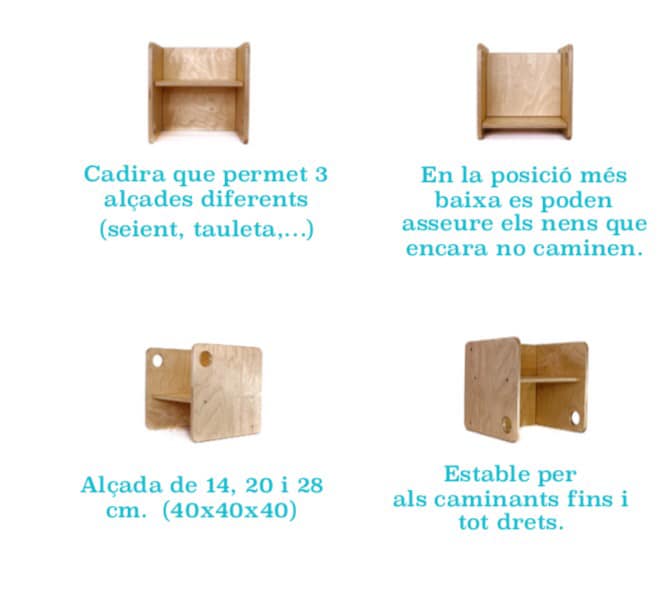 Cadira que permet 3
alçades diferents
(seient, tauleta,...)
En la posició més
baixa es poden
asseure els nens que
encara no caminen.
Alçada de 14, 20 i 28
cm. (40x40x40)
Estable per
als caminants fins i
tot drets.